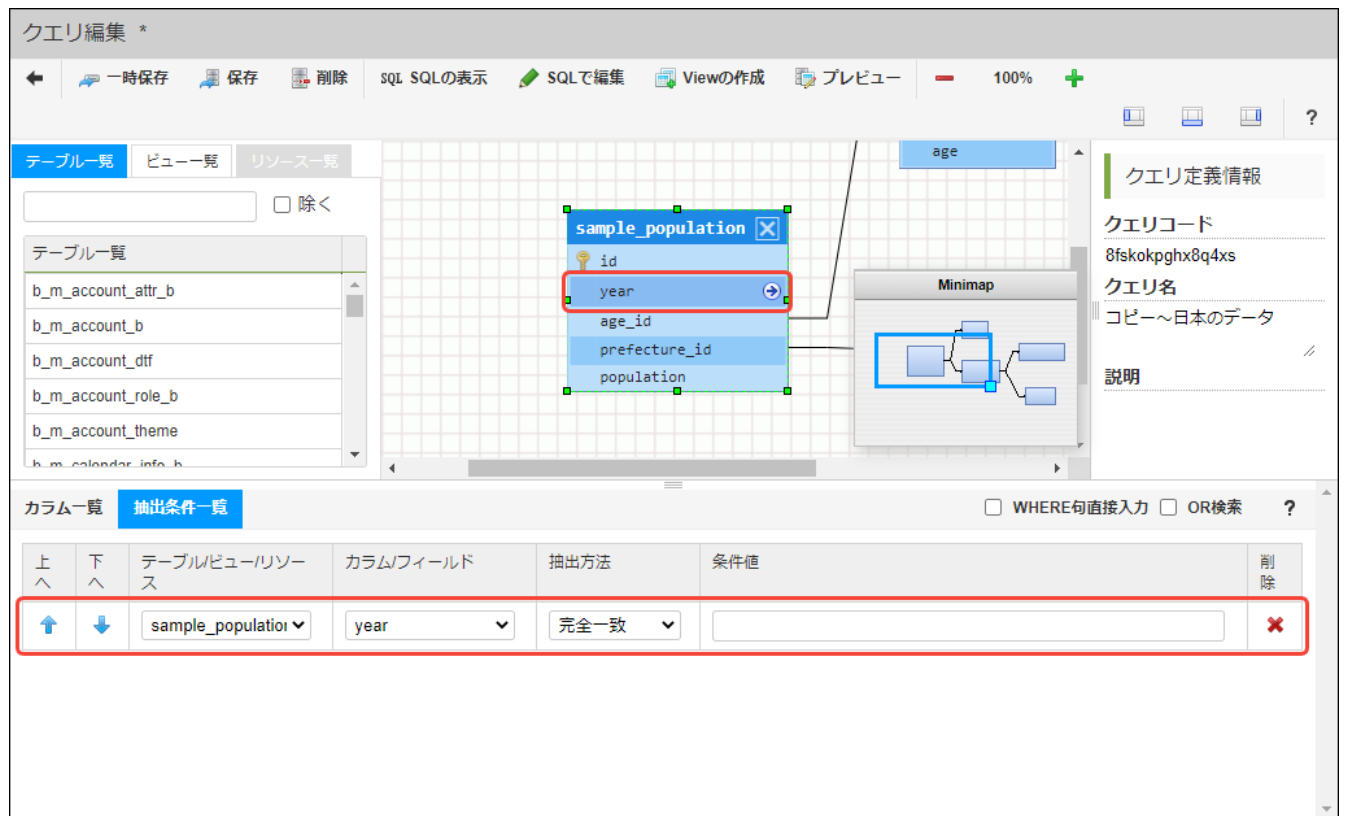 クエリ編集 *
一時保存 保存 削除 SQL SQLの表示 SQLで編集 Viewの作成 プレビュー 100%
?
テーブル一覧 ビュー一覧 リソース一覧
除く
テーブル一覧
b_m_account_attr_b
b_m_account_b
b_m_account_dtf
b_m_account_role_b
b_m_account_theme
b_m_calendar_info_b
age
sample_population
id
year
age_id
prefecture_id
population
Minimap
クエリ定義情報
クエリコード
8fskokpghx8q4xs
クエリ名
コピー～日本のデータ
説明
カラム一覧 抽出条件一覧 WHERE句直接入力 OR検索 ?
上へ 下へ テーブル/ビュー/リソース カラム/フィールド 抽出方法 条件値 削除
sample_population year 完全一致